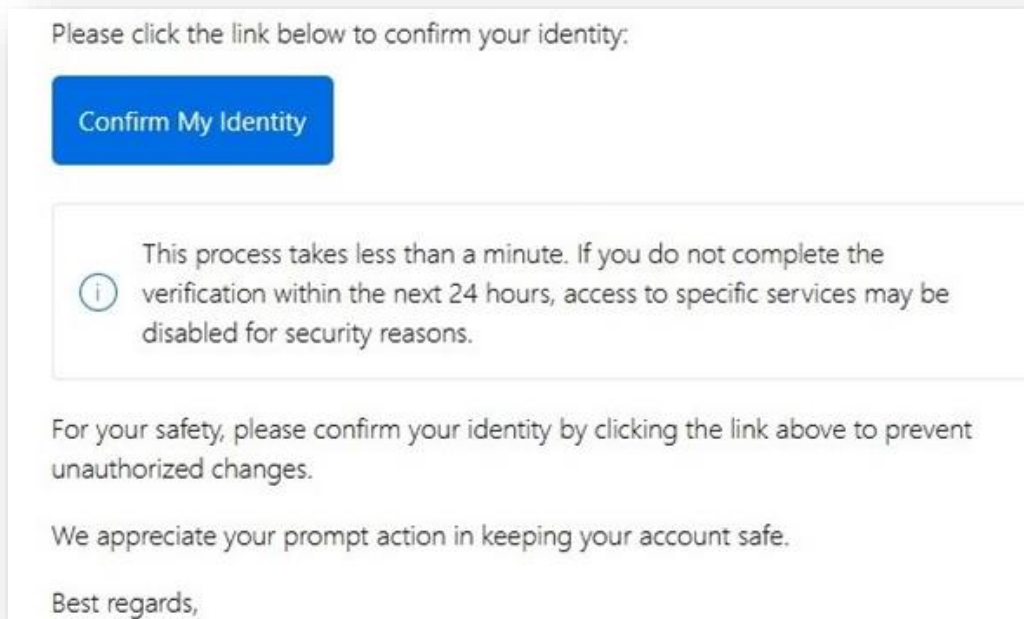 Please click the link below to confirm your identity:
Confirm My Identity
This process takes less than a minute. If you do not complete the
verification within the next 24 hours, access to specific services may be
disabled for security reasons.
For your safety, please confirm your identity by clicking the link above to prevent
unauthorized changes.
We appreciate your prompt action in keeping your account safe.
Best regards,